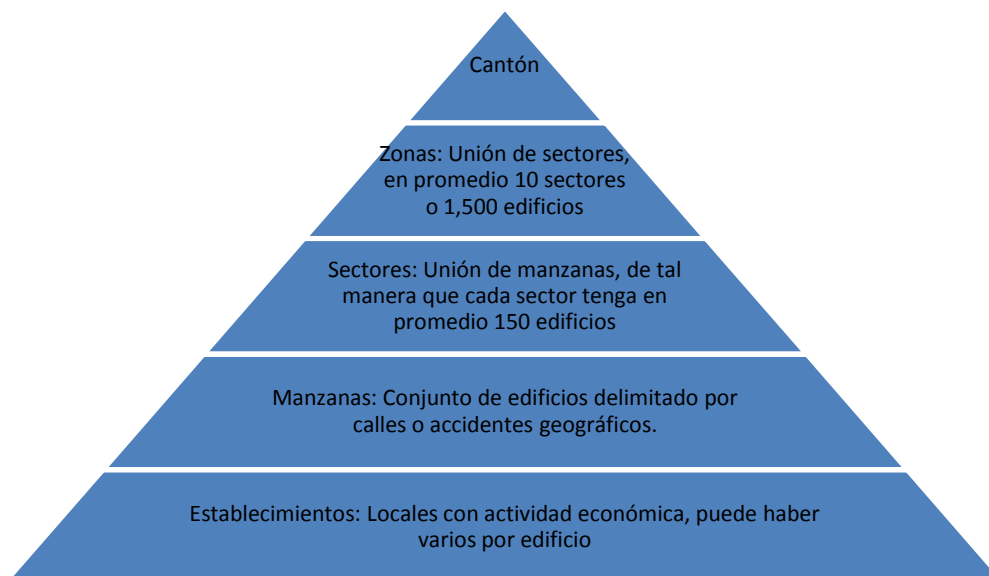 Cantón
Zonas: Unión de sectores,
en promedio 10 sectores
o 1,500 edificios
Sectores: Unión de manzanas, de tal
manera que cada sector tenga en
promedio 150 edificios
Manzanas: Conjunto de edificios delimitado por
calles o accidentes geográficos.
Establecimientos: Locales con actividad económica, puede haber
varios por edificio